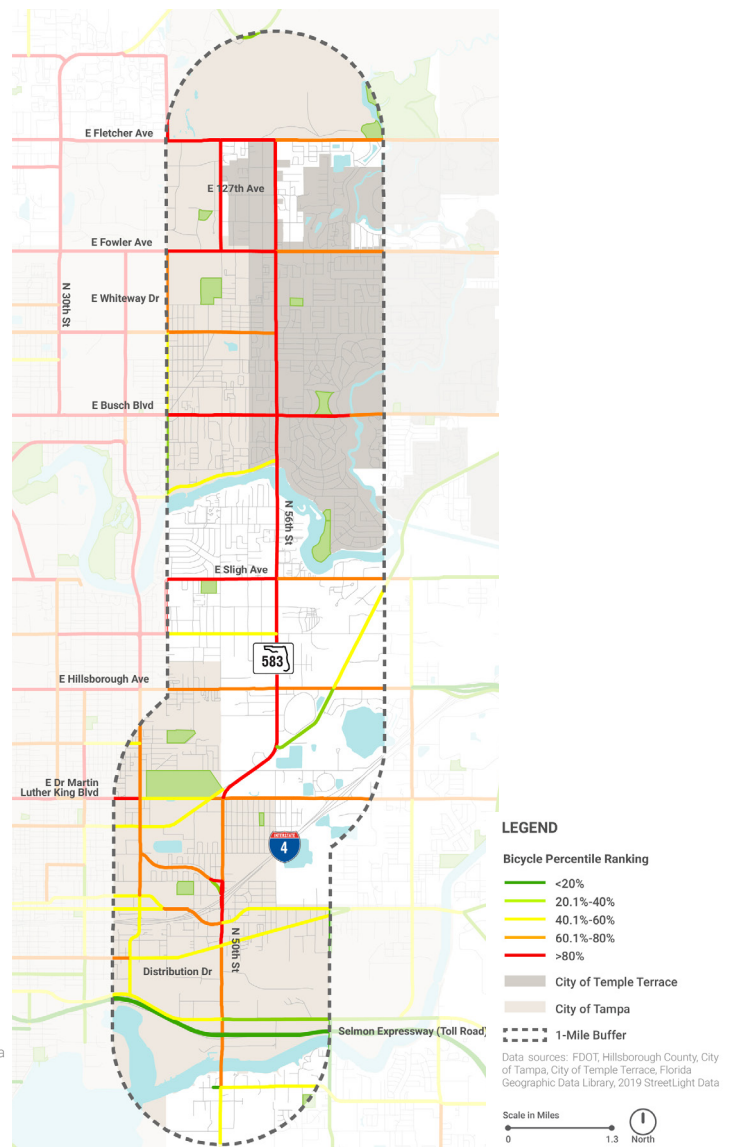 E Fletcher Ave
E 127th Ave
E Fowler Ave
E Whiteway Dr
N 30th St
E Busch Blvd
N 56th St
E Sligh Ave
583
E Hillsborough Ave
E Dr Martin
Luther King Blvd
INTERSTATE
4
N 50th St
Distribution Dr
Selmon Expressway (Toll Road)
a
LEGEND
Bicycle Percentile Ranking
<20%
20.1%-40%
40.1%-60%
60.1%-80%
>80%
City of Temple Terrace
City of Tampa
1-Mile Buffer
Data sources: FDOT, Hillsborough County, City
of Tampa, City of Temple Terrace, Florida
Geographic Data Library, 2019 StreetLight Data
Scale in Miles
0 1.3
North